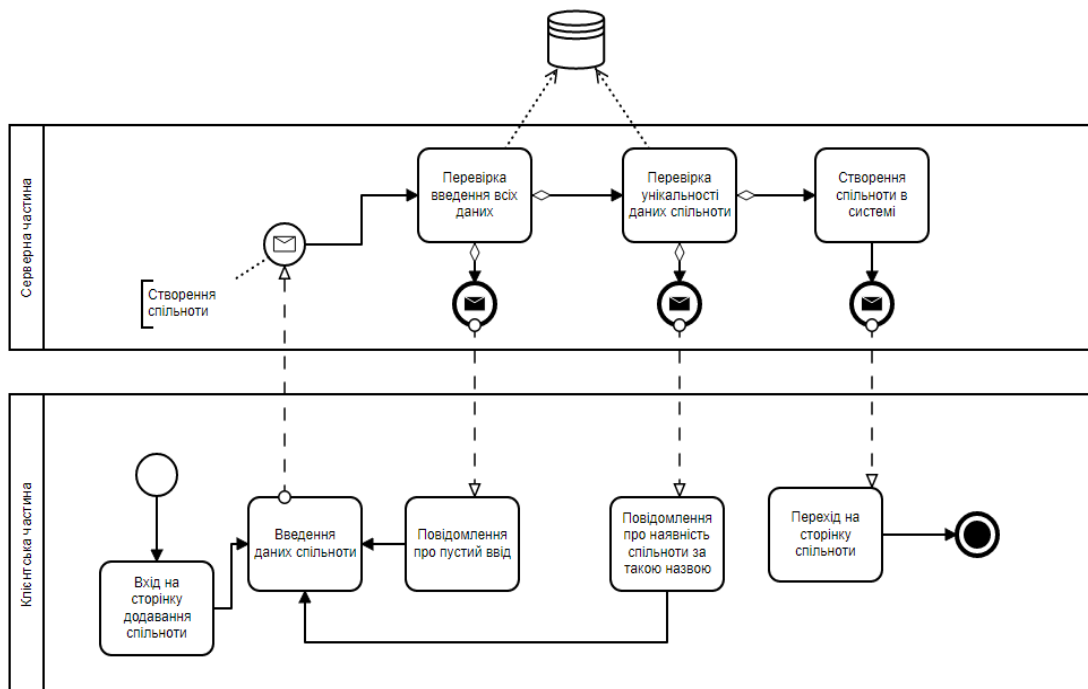 Серверна частина
Перевірка
введення всіх
даних
Перевірка
унікальності
даних спільноти
Створення
спільноти в
системі
Створення
спільноти
Клієнтська частина
Вхід на
сторінку
додавання
спільноти
Введення
даних спільноти
Повідомлення
про пустий ввід
Повідомлення
про наявність
спільноти за
такою назвою
Перехід на
сторінку
спільноти